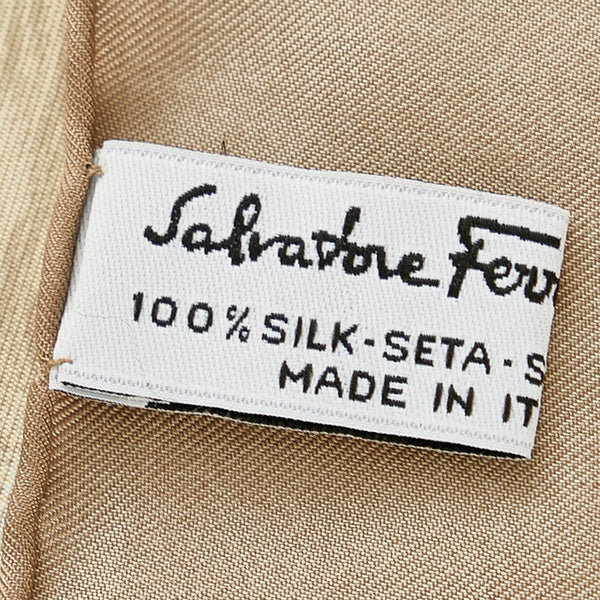 Salvatore Ferr
100% SILK-SETA-S
MADE IN IT